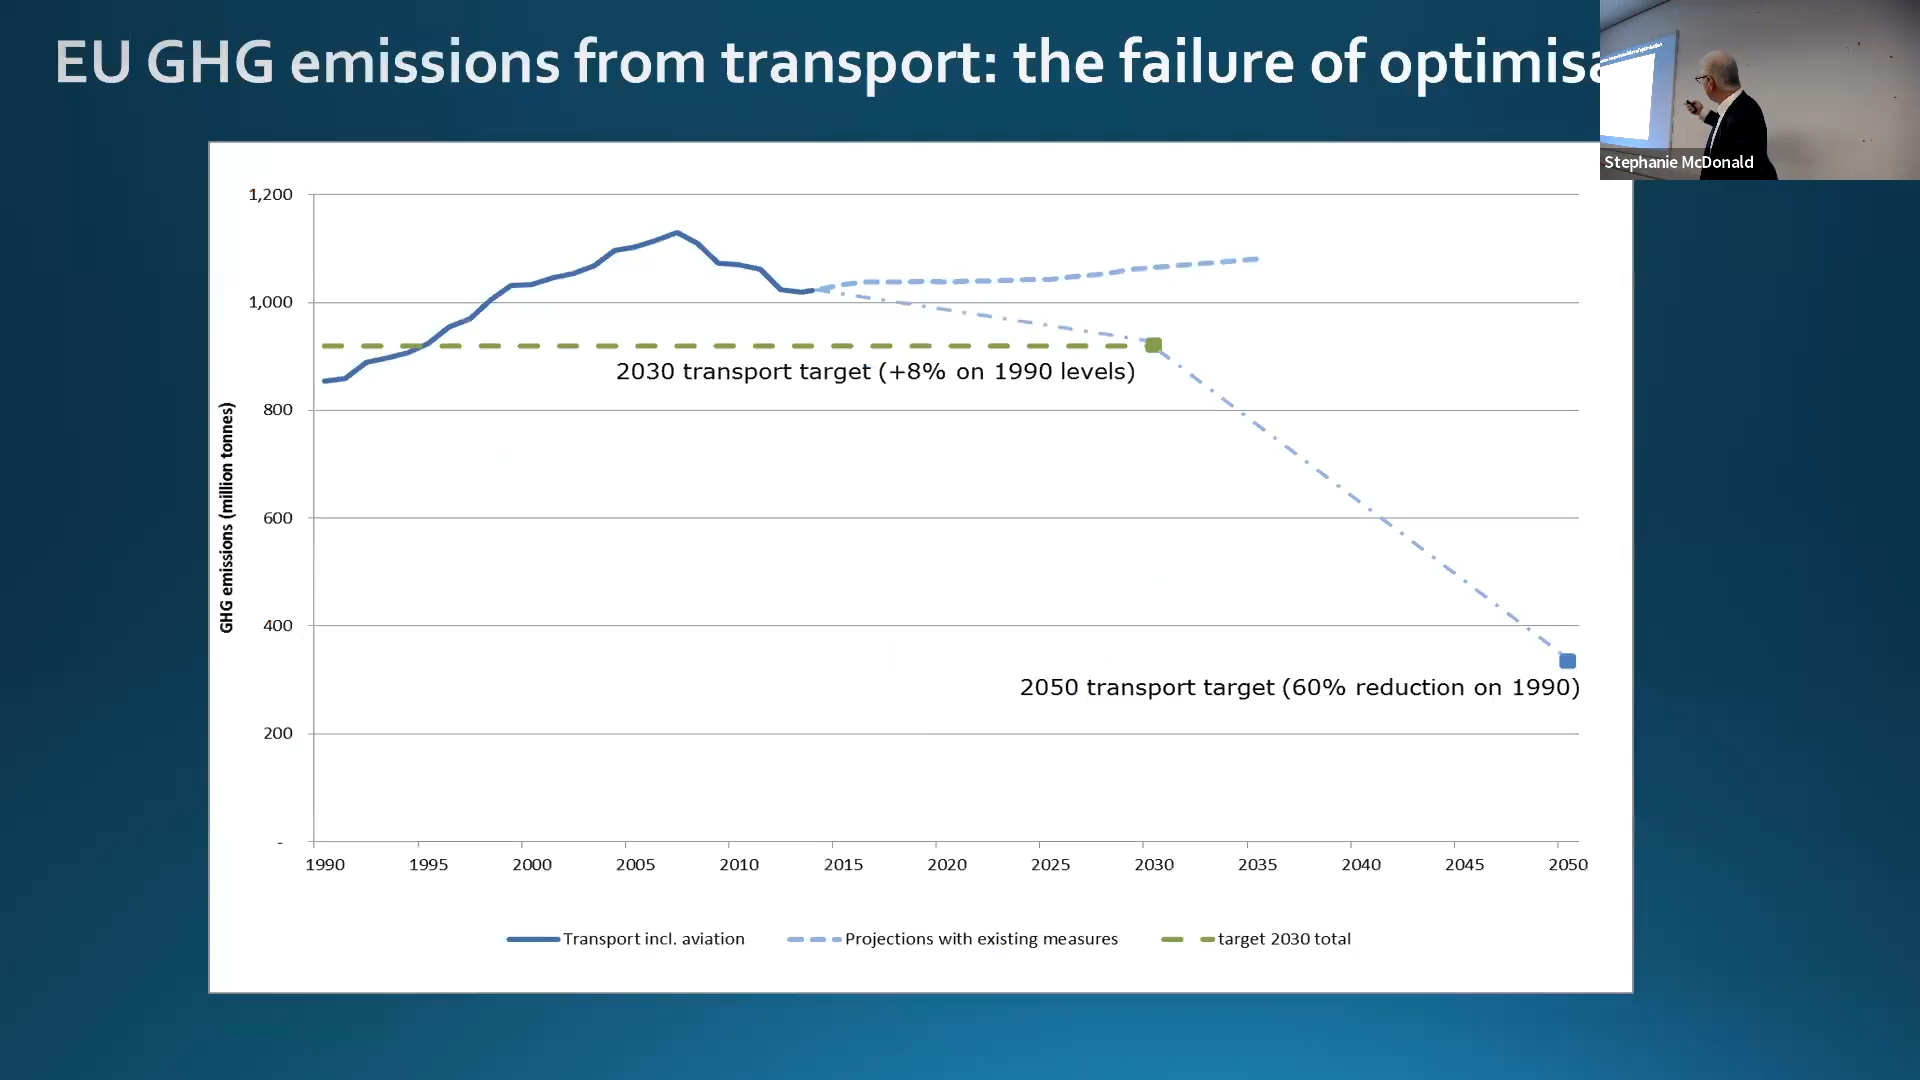 EU GHG emissions from transport: the failure of optimisa
Stephanie McDonald
1,200
1,000
800
600
400
200
-
GHG emissions (million tonnes)
2030 transport target (+8% on 1990 levels)
2050 transport target (60% reduction on 1990)
1990 1995 2000 2005 2010 2015 2020 2025 2030 2035 2040 2045 2050
Transport incl. aviation Projections with existing measures target 2030 total